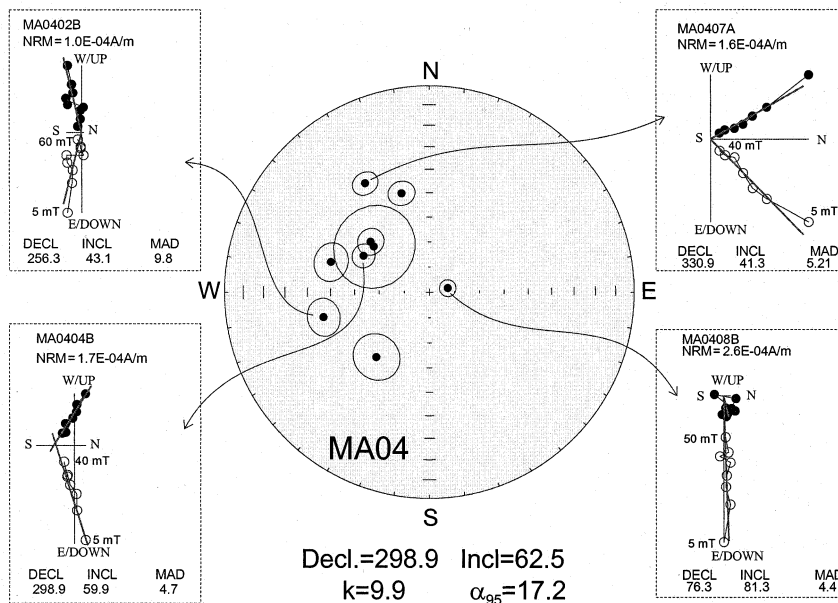 MA0402B
NRM=1.0E-04A/m
W/UP
S N
60 mT
5 mT
E/DOWN
DECL INCL MAD
256.3 43.1 9.8
MA0407A
NRM=1.6E-04A/m
W/UP
S N
40 mT
5 mT
E/DOWN
DECL INCL MAD
330.9 41.3 5.21
N
W E
S
MA04
MA0404B
NRM=1.7E-04A/m
W/UP
S N
40 mT
5 mT
E/DOWN
DECL INCL MAD
298.9 59.9 4.7
MA0408B
NRM=2.6E-04A/m
W/UP
S N
50 mT
5 mT
E/DOWN
DECL INCL MAD
76.3 81.3 4.4
Decl.=298.9 Incl=62.5
k=9.9 α95=17.2